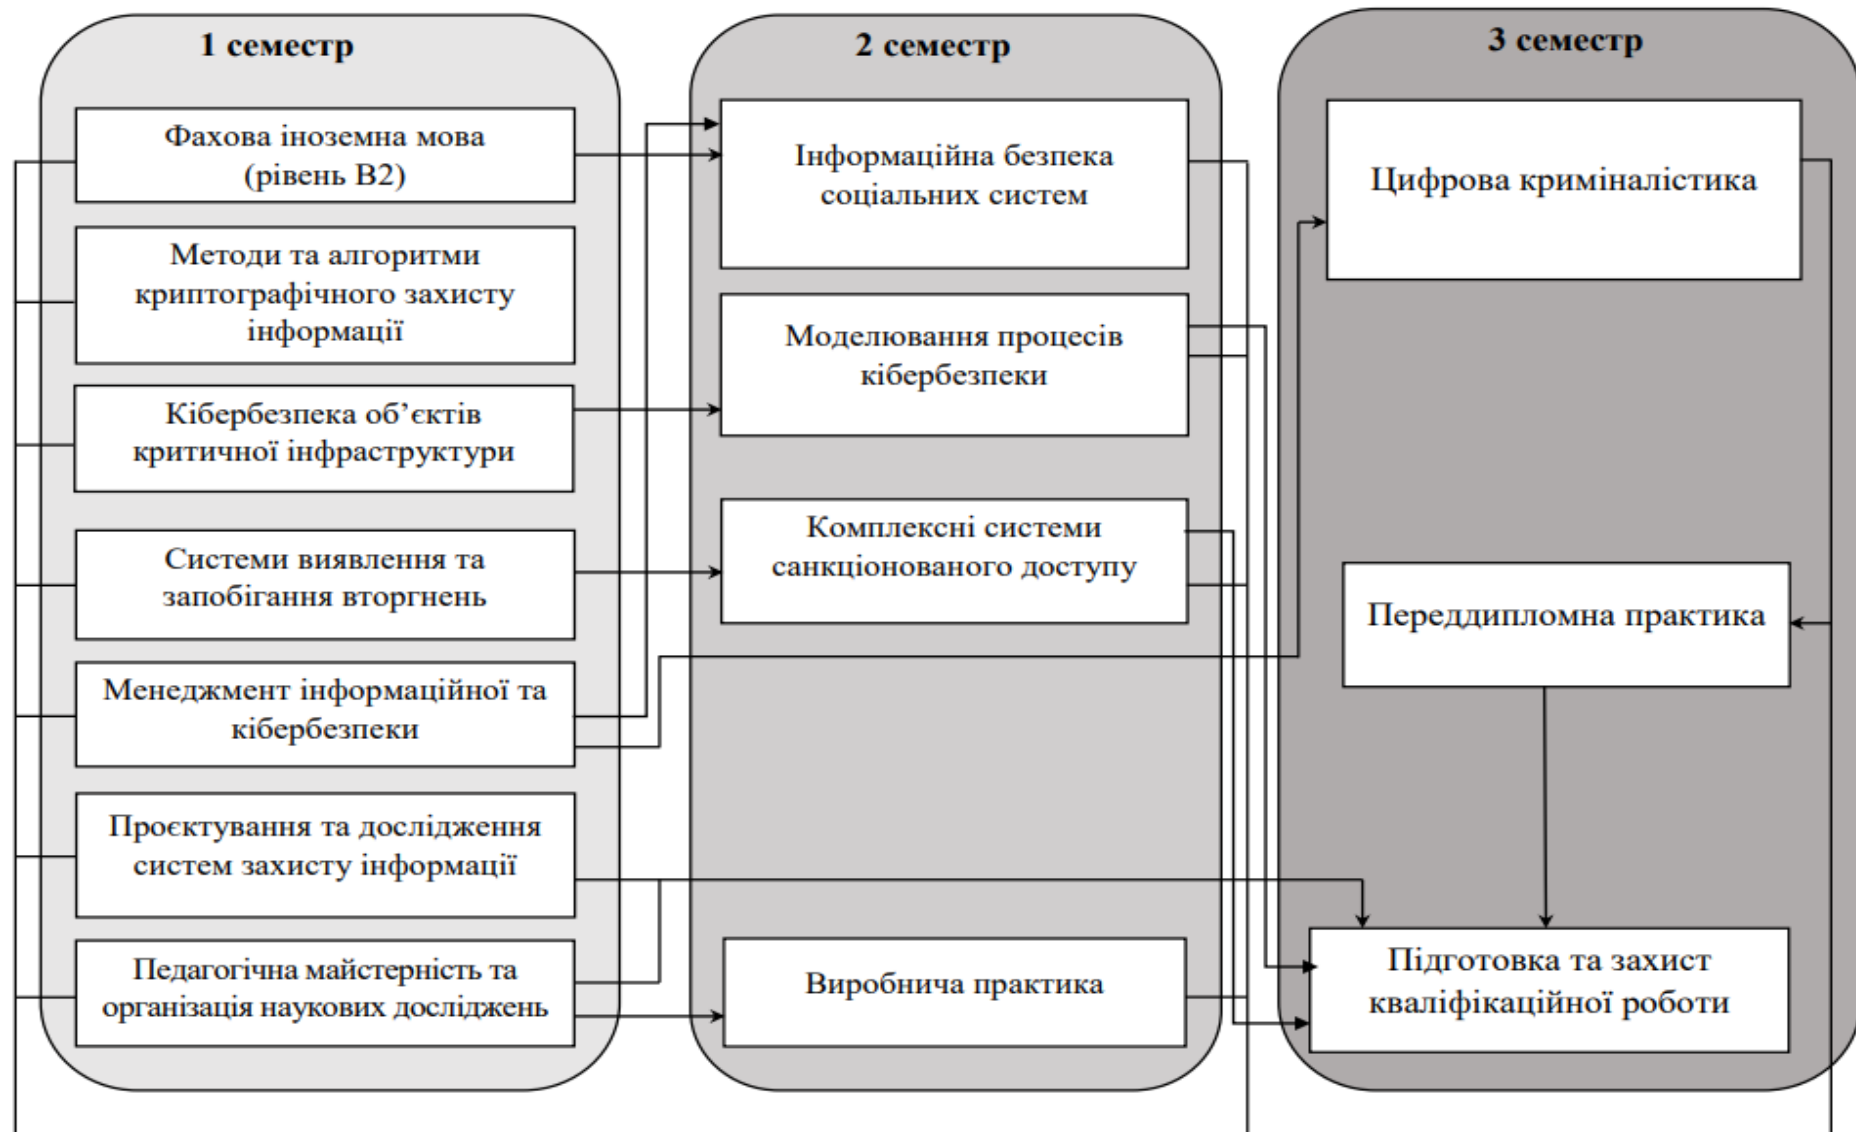 1 семестр
Фахова іноземна мова
(рівень В2)
Методи та алгоритми
криптографічного захисту
інформації
Кібербезпека об’єктів
критичної інфраструктури
Системи виявлення та
запобігання вторгнень
Менеджмент інформаційної та
кібербезпеки
Проєктування та дослідження
систем захисту інформації
Педагогічна майстерність та
організація наукових досліджень
2 семестр
Інформаційна безпека
соціальних систем
Моделювання процесів
кібербезпеки
Комплексні системи
санкціонованого доступу
Виробнича практика
3 семестр
Цифрова криміналістика
Переддипломна практика
Підготовка та захист
кваліфікаційної роботи